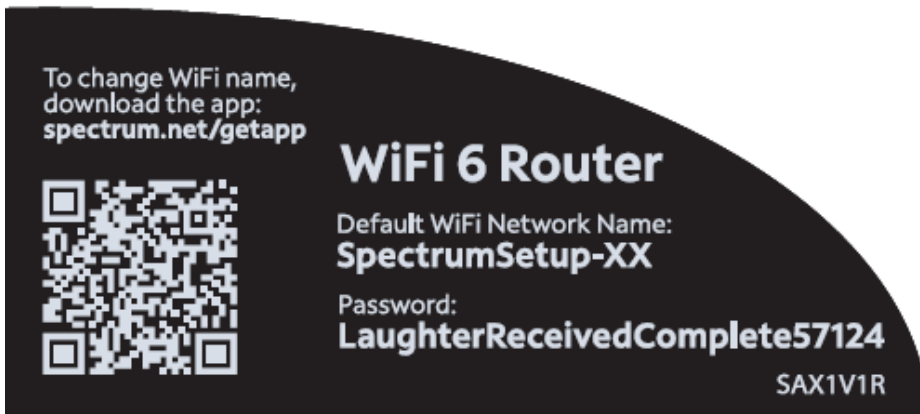 To change WiFi name,
download the app:
spectrum.net/getapp
WiFi 6 Router
Default WiFi Network Name:
SpectrumSetup-XX
Password:
LaughterReceivedComplete57124
SAX1V1R